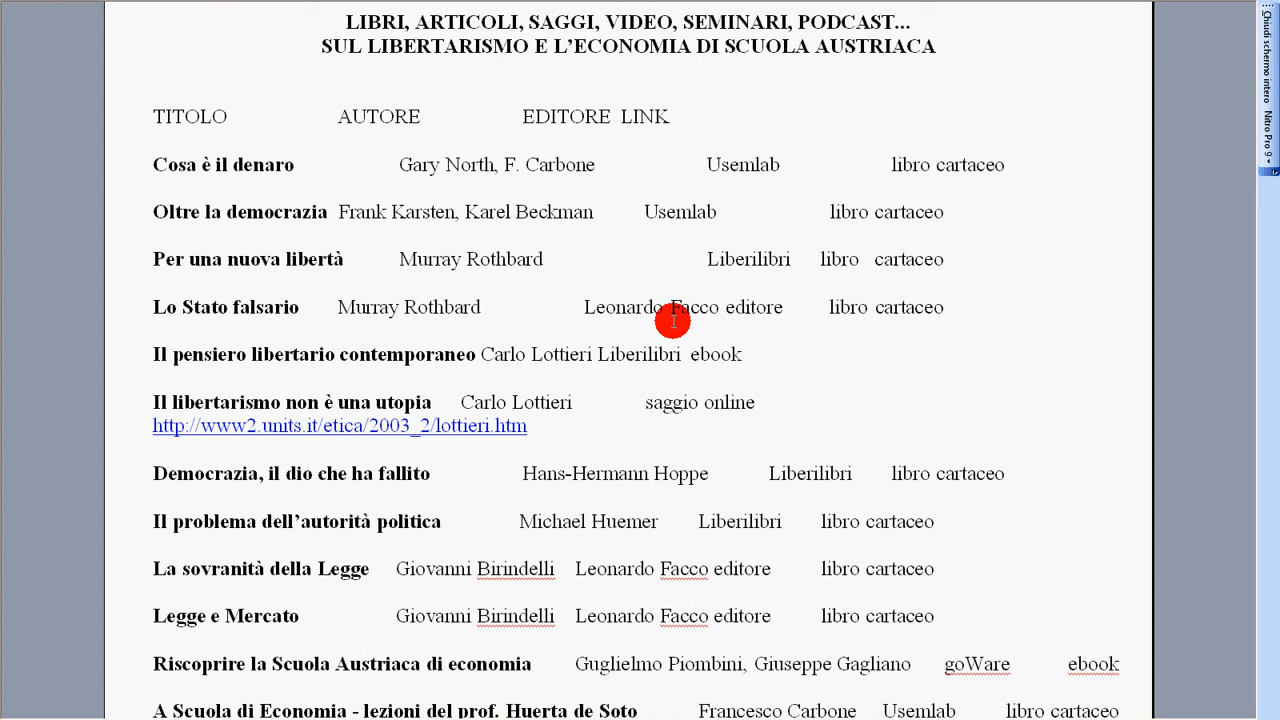 LIBRI, ARTICOLI, SAGGI, VIDEO, SEMINARI, PODCAST...
SUL LIBERTARISMO E L'ECONOMIA DI SCUOLA AUSTRIACA
TITOLO AUTORE EDITORE LINK
Cosa è il denaro Gary North, F. Carbone Usemlab libro cartaceo
Oltre la democrazia Frank Karsten, Karel Beckman Usemlab libro cartaceo
Per una nuova libertà Murray Rothbard Liberilibri libro cartaceo
Lo Stato falsario Murray Rothbard Leonardo Facco editore libro cartaceo
Il pensiero libertario contemporaneo Carlo Lottieri Liberilibri ebook
Il libertarismo non è una utopia Carlo Lottieri saggio online
http://www2.units.it/etica/2003_2/lottieri.htm
Democrazia, il dio che ha fallito Hans-Hermann Hoppe Liberilibri libro cartaceo
Il problema dell'autorità politica Michael Huemer Liberilibri libro cartaceo
La sovranità della Legge Giovanni Birindelli Leonardo Facco editore libro cartaceo
Legge e Mercato Giovanni Birindelli Leonardo Facco editore libro cartaceo
Riscoprire la Scuola Austriaca di economia Guglielmo Piombini, Giuseppe Gagliano goWare ebook
A Scuola di Economia - lezioni del prof. Huerta de Soto Francesco Carbone Usemlab libro cartaceo
Chiudi schermo intero Nitro Pro 9